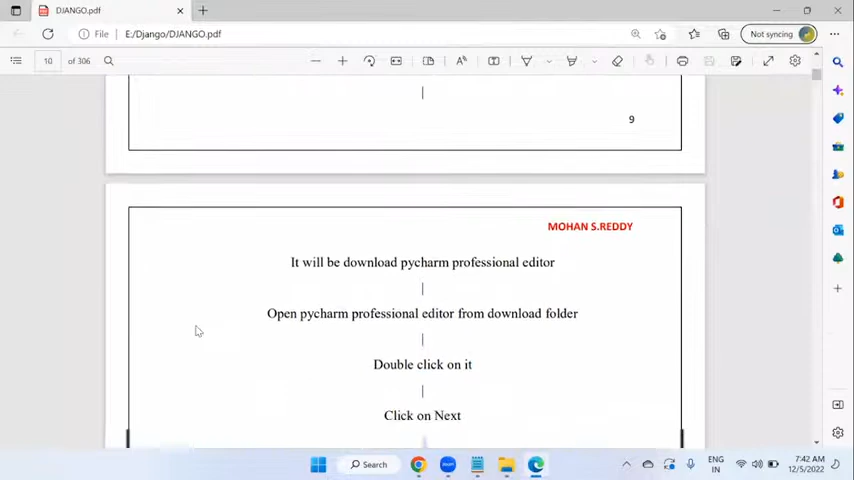 DJANGO.pdf
File
E:/Django/DJANGO.pdf
Not syncing
10
of 306
9
MOHAN S.REDDY
It will be download pycharm professional editor
|
Open pycharm professional editor from download folder
|
Double click on it
|
Click on Next
Search
ENG
IN
7:42 AM
12/5/2022